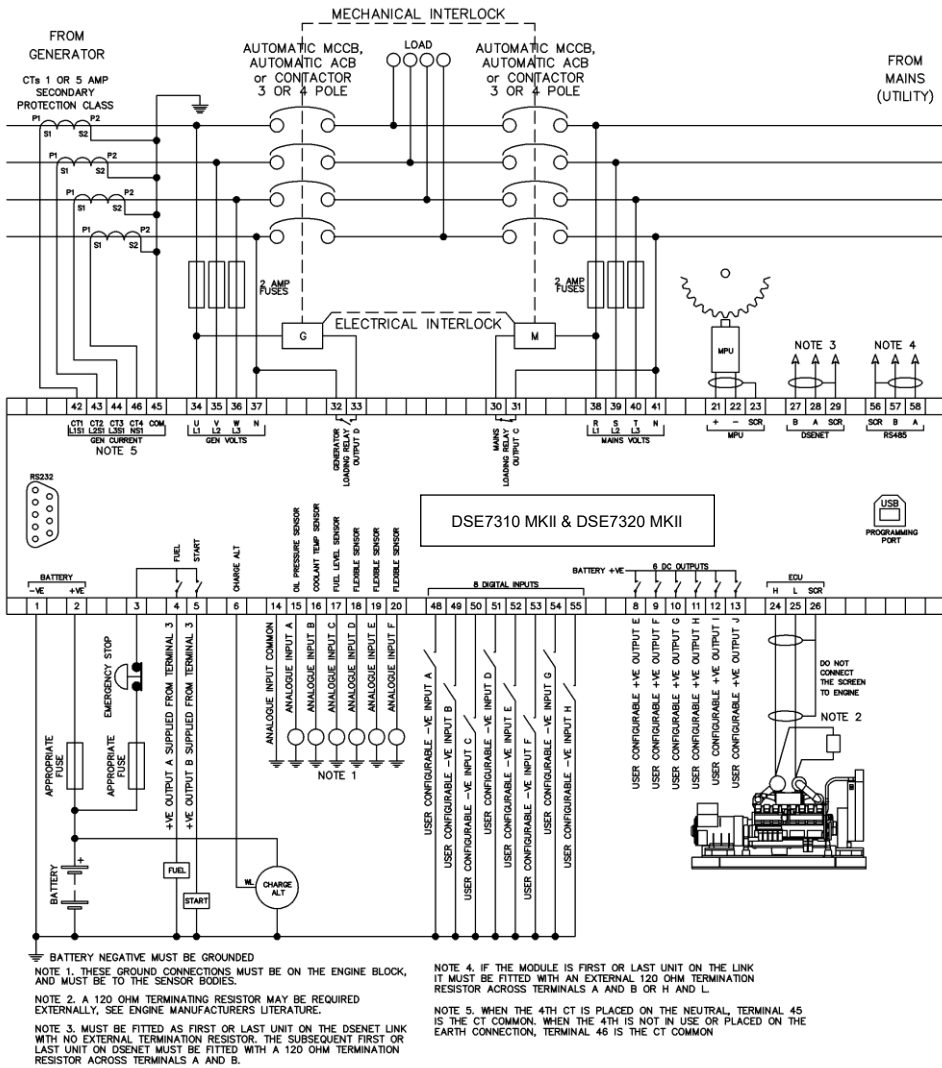 MECHANICAL INTERLOCK
FROM
GENERATOR
CTs 1 OR 5 AMP
SECONDARY
PROTECTION CLASS
AUTOMATIC MCCB,
AUTOMATIC ACB
or CONTACTOR
3 OR 4 POLE
LOAD
AUTOMATIC MCCB,
AUTOMATIC ACB
or CONTACTOR
3 OR 4 POLE
FROM
MAINS
(UTILITY)
P1 P2
S1 S2
P1 P2
S1 S2
P1 P2
S1 S2
P1 P2
S1 S2
2 AMP
FUSES
2 AMP
FUSES
ELECTRICAL INTERLOCK
G
M
MPU
NOTE 3
NOTE 4
42 43 44 46 45 34 35 36 37 32 33 30 31 38 39 40 41 21 22 23 27 28 29 56 57 58
CT1 CT2 CT3 CT4 COM
L1S1 L2S1 L3S1 NS1
GEN CURRENT
NOTE 5
U V W N
L1 L2 L3
GEN VOLTS
GENERATOR
LOADING RELAY
OUTPUT D
MAINS
LOADING RELAY
OUTPUT C
R S T N
L1 L2 L3
MAINS VOLTS
+ - SCR
MPU
B A SCR
DSENET
SCR B A
RS485
RS232
DSE7310 MKII & DSE7320 MKII
USB
PROGRAMMING
PORT
BATTERY
-VE +VE
FUEL
START
CHARGE ALT
OIL PRESSURE SENSOR
COOLANT TEMP SENSOR
FUEL LEVEL SENSOR
FLEXIBLE SENSOR
FLEXIBLE SENSOR
FLEXIBLE SENSOR
8 DIGITAL INPUTS
BATTERY +VE
6 DC OUTPUTS
ECU
H L SCR
1 2 3 4 5 6 14 15 16 17 18 19 20 48 49 50 51 52 53 54 55 8 9 10 11 12 13 24 25 26
EMERGENCY STOP
APPROPRIATE
FUSE
APPROPRIATE
FUSE
+VE OUTPUT A SUPPLIED FROM TERMINAL 3
+VE OUTPUT B SUPPLIED FROM TERMINAL 3
ANALOGUE INPUT COMMON
ANALOGUE INPUT A
ANALOGUE INPUT B
ANALOGUE INPUT C
ANALOGUE INPUT D
ANALOGUE INPUT E
ANALOGUE INPUT F
NOTE 1
USER CONFIGURABLE -VE INPUT A
USER CONFIGURABLE -VE INPUT B
USER CONFIGURABLE -VE INPUT C
USER CONFIGURABLE -VE INPUT D
USER CONFIGURABLE -VE INPUT E
USER CONFIGURABLE -VE INPUT F
USER CONFIGURABLE -VE INPUT G
USER CONFIGURABLE -VE INPUT H
USER CONFIGURABLE +VE OUTPUT E
USER CONFIGURABLE +VE OUTPUT F
USER CONFIGURABLE +VE OUTPUT G
USER CONFIGURABLE +VE OUTPUT H
USER CONFIGURABLE +VE OUTPUT I
USER CONFIGURABLE +VE OUTPUT J
DO NOT
CONNECT
THE SCREEN
TO ENGINE
NOTE 2
BATTERY
+
FUEL
START
WL
CHARGE
ALT
BATTERY NEGATIVE MUST BE GROUNDED
NOTE 1. THESE GROUND CONNECTIONS MUST BE ON THE ENGINE BLOCK,
AND MUST BE TO THE SENSOR BODIES.
NOTE 2. A 120 OHM TERMINATING RESISTOR MAY BE REQUIRED
EXTERNALLY, SEE ENGINE MANUFACTURERS LITERATURE.
NOTE 3. MUST BE FITTED AS FIRST OR LAST UNIT ON THE DSENET LINK
WITH NO EXTERNAL TERMINATION RESISTOR. THE SUBSEQUENT FIRST OR
LAST UNIT ON DSENET MUST BE FITTED WITH A 120 OHM TERMINATION
RESISTOR ACROSS TERMINALS A AND B.
NOTE 4. IF THE MODULE IS FIRST OR LAST UNIT ON THE LINK
IT MUST BE FITTED WITH AN EXTERNAL 120 OHM TERMINATION
RESISTOR ACROSS TERMINALS A AND B OR H AND L.
NOTE 5. WHEN THE 4TH CT IS PLACED ON THE NEUTRAL, TERMINAL 45
IS THE CT COMMON. WHEN THE 4TH IS NOT IN USE OR PLACED ON THE
EARTH CONNECTION, TERMINAL 46 IS THE CT COMMON